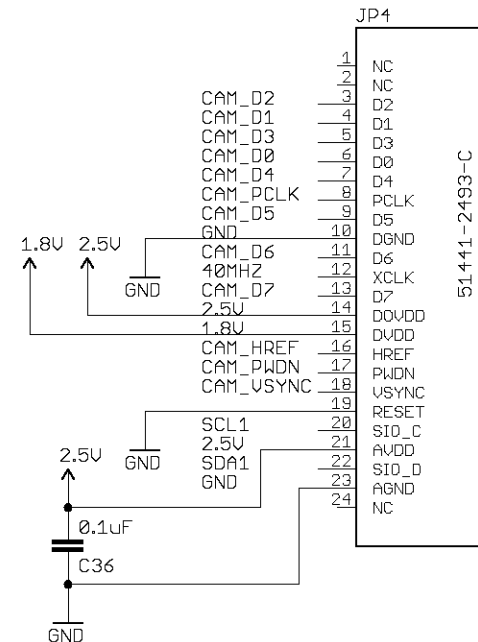 JP4
1 NC
2 NC
CAM_D2 3 D2
CAM_D1 4 D1
CAM_D3 5 D3
CAM_D0 6 D0
CAM_D4 7 D4
CAM_PCLK 8 PCLK
CAM_D5 9 D5
GND 10 DGND
1.8V 2.5V CAM_D6 11 D6
40MHZ 12 XCLK
GND CAM_D7 13 D7
2.5V 14 DOVDD
1.8V 15 DVDD
CAM_HREF 16 HREF
CAM_PWDN 17 PWDN
CAM_VSYNC 18 VSYNC
19 RESET
SCL1 20 SIO_C
2.5V GND 2.5V 21 AVDD
SDA1 22 SIO_D
GND 23 AGND
24 NC
0.1uF
C36
GND
51441-2493-C